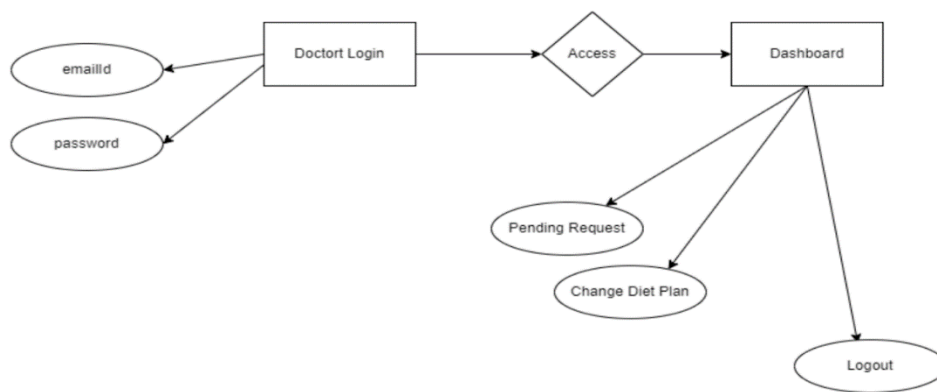 Doctort Login
Access
Dashboard
emailId
password
Pending Request
Change Diet Plan
Logout